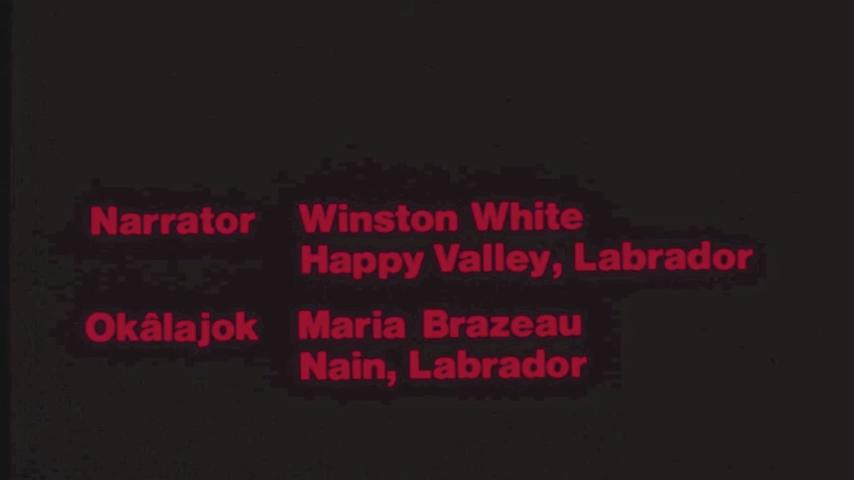 Narrator Winston White
Happy Valley, Labrador
Okâlajok Maria Brazeau
Nain, Labrador